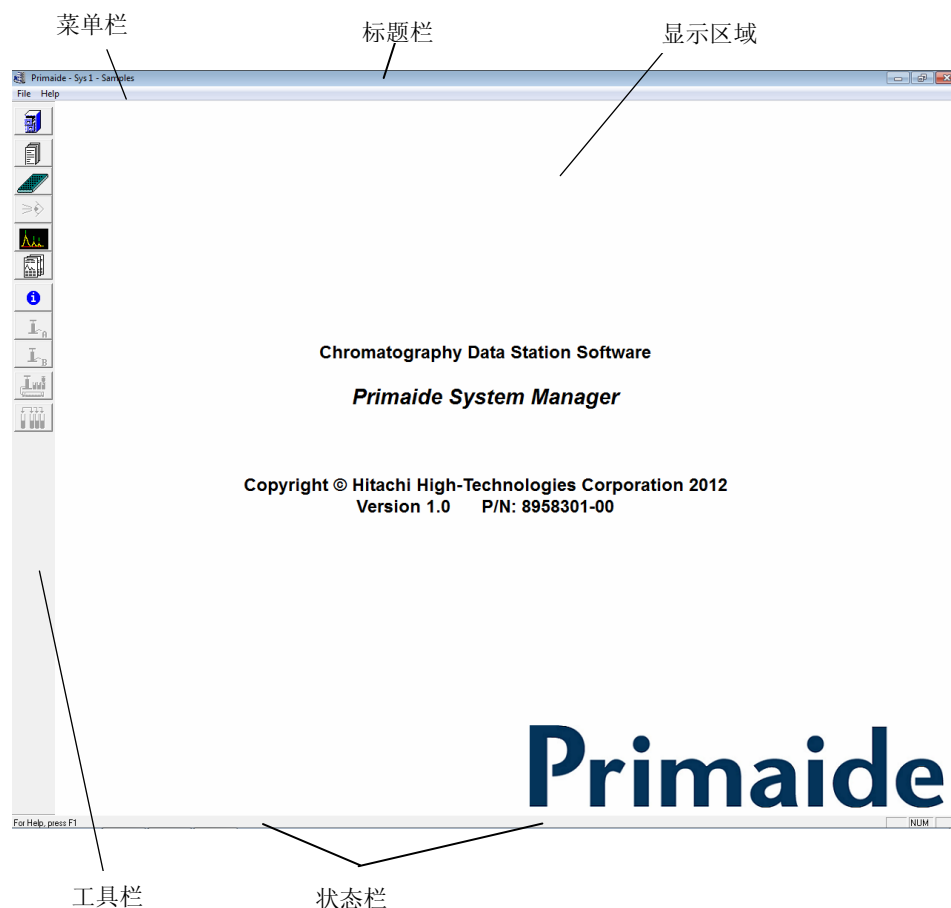 菜单栏
标题栏
显示区域
Primaide - Sys 1 - Samples
File Help
i
A
B
Chromatography Data Station Software
Primaide System Manager
Copyright © Hitachi High-Technologies Corporation 2012
Version 1.0 P/N: 8958301-00
Primaide
For Help, press F1
NUM
工具栏
状态栏